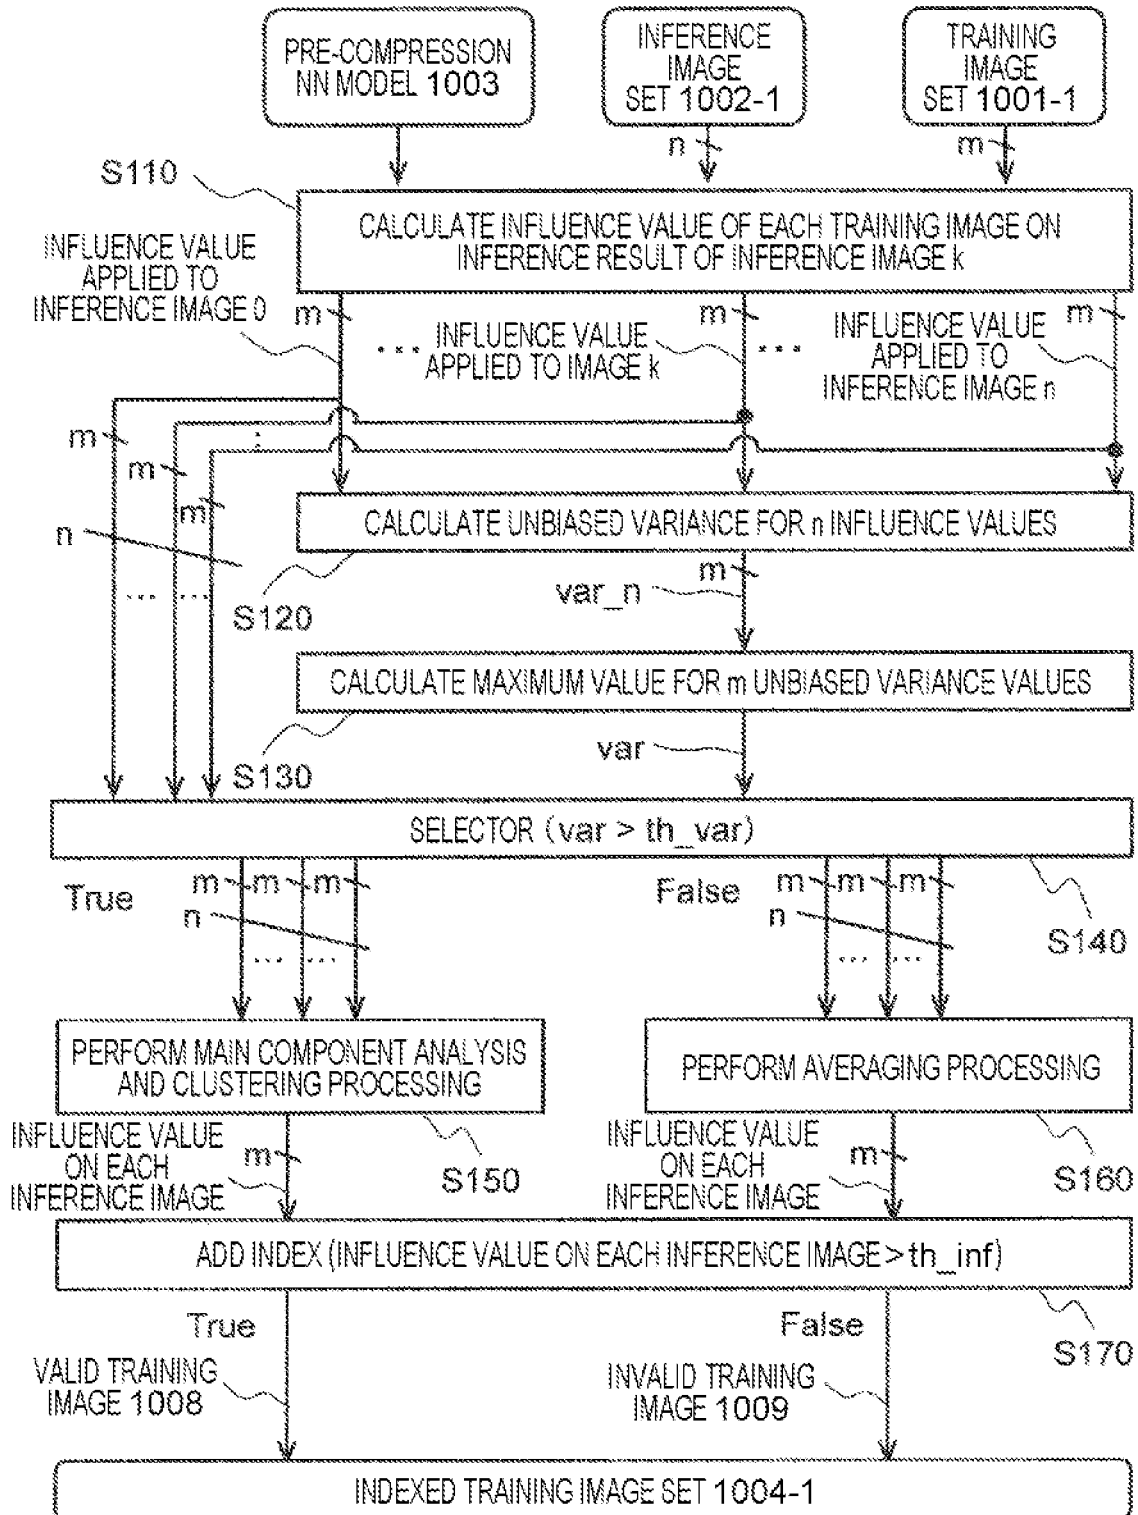 PRE-COMPRESSION
NN MODEL 1003
INFERENCE
IMAGE
SET 1002-1
TRAINING
IMAGE
SET 1001-1
n
m
S110
CALCULATE INFLUENCE VALUE OF EACH TRAINING IMAGE ON
INFERENCE RESULT OF INFERENCE IMAGE k
INFLUENCE VALUE
APPLIED TO
INFERENCE IMAGE 0
m
...
INFLUENCE VALUE
APPLIED TO IMAGE k
m
...
INFLUENCE VALUE
APPLIED TO
INFERENCE IMAGE n
m
m
m
m
n
... ...
CALCULATE UNBIASED VARIANCE FOR n INFLUENCE VALUES
S120
var_n
m
CALCULATE MAXIMUM VALUE FOR m UNBIASED VARIANCE VALUES
S130
var
SELECTOR (var > th_var)
S140
True
m
m
m
n
... ...
False
m
m
m
n
... ...
PERFORM MAIN COMPONENT ANALYSIS
AND CLUSTERING PROCESSING
S150
PERFORM AVERAGING PROCESSING
S160
INFLUENCE VALUE
ON EACH
INFERENCE IMAGE
m
INFLUENCE VALUE
ON EACH
INFERENCE IMAGE
m
ADD INDEX (INFLUENCE VALUE ON EACH INFERENCE IMAGE > th_inf)
S170
True
False
VALID TRAINING
IMAGE 1008
INVALID TRAINING
IMAGE 1009
INDEXED TRAINING IMAGE SET 1004-1